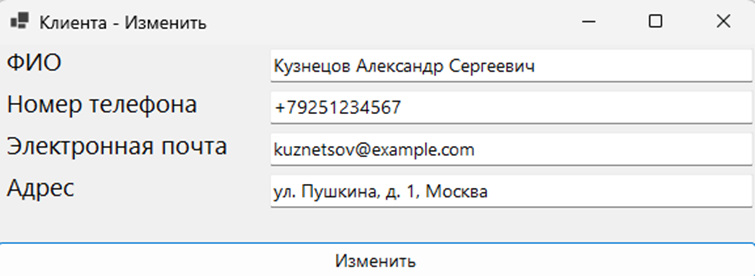 Клиента - Изменить
ФИО Кузнецов Александр Сергеевич
Номер телефона +79251234567
Электронная почта kuznetsov@example.com
Адрес ул. Пушкина, д. 1, Москва
Изменить